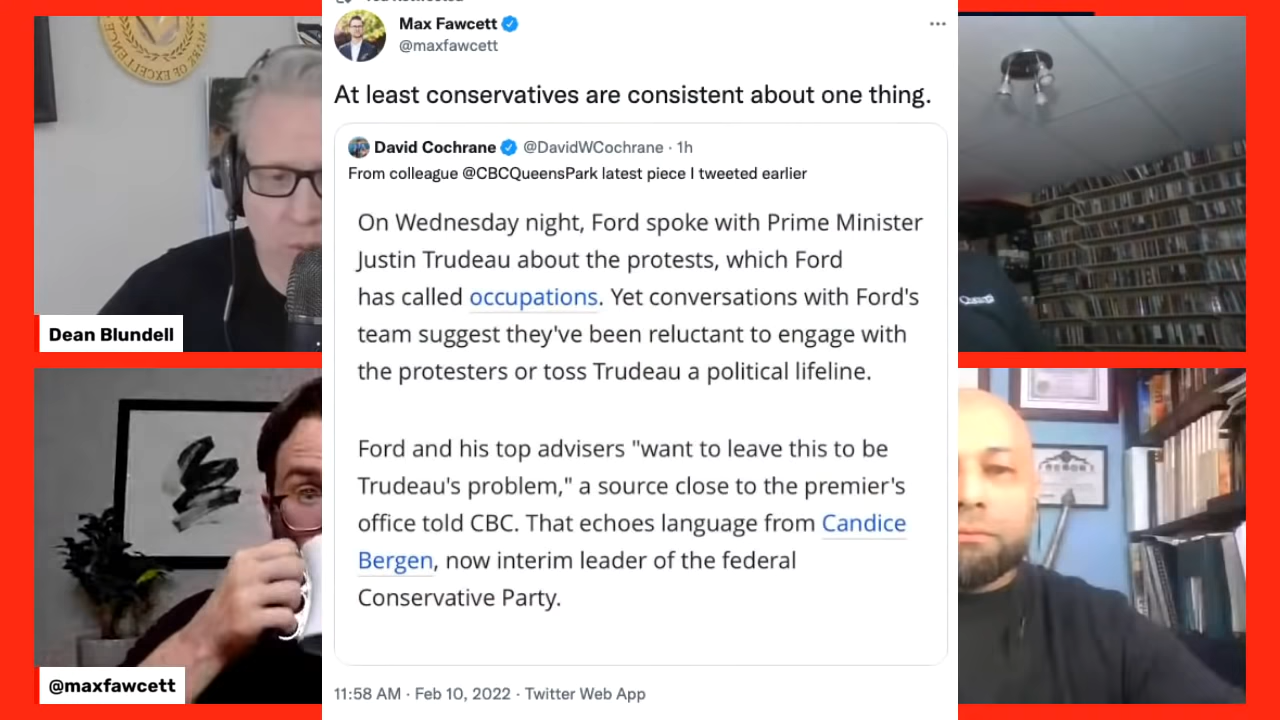 Max Fawcett
@maxfawcett
At least conservatives are consistent about one thing.
David Cochrane @DavidWCochrane · 1h
From colleague @CBCQueensPark latest piece I tweeted earlier
On Wednesday night, Ford spoke with Prime Minister
Justin Trudeau about the protests, which Ford
has called occupations. Yet conversations with Ford's
team suggest they've been reluctant to engage with
the protesters or toss Trudeau a political lifeline.
Ford and his top advisers "want to leave this to be
Trudeau's problem," a source close to the premier's
office told CBC. That echoes language from Candice
Bergen, now interim leader of the federal
Conservative Party.
11:58 AM · Feb 10, 2022 · Twitter Web App
Dean Blundell
@maxfawcett